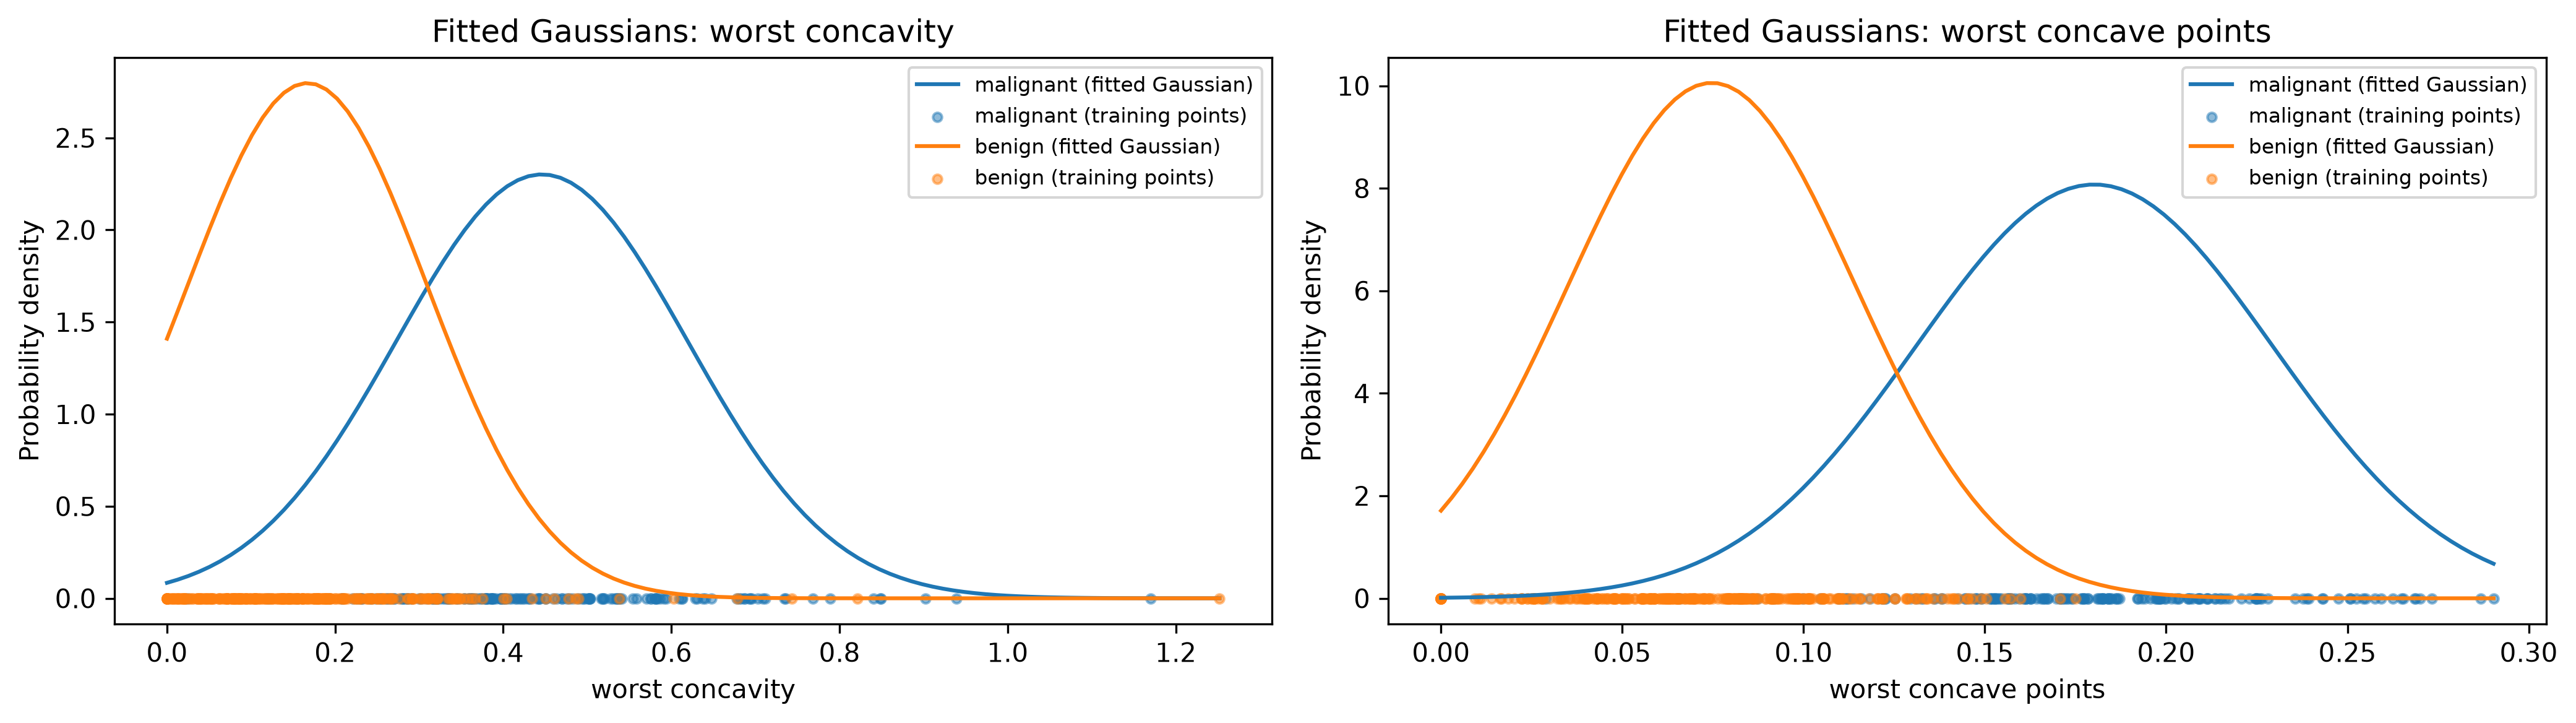 Fitted Gaussians: worst concavity
malignant (fitted Gaussian)
malignant (training points)
benign (fitted Gaussian)
benign (training points)
Probability density
2.5
2.0
1.5
1.0
0.5
0.0
0.0 0.2 0.4 0.6 0.8 1.0 1.2
worst concavity
Fitted Gaussians: worst concave points
malignant (fitted Gaussian)
malignant (training points)
benign (fitted Gaussian)
benign (training points)
Probability density
10
8
6
4
2
0
0.00 0.05 0.10 0.15 0.20 0.25 0.30
worst concave points